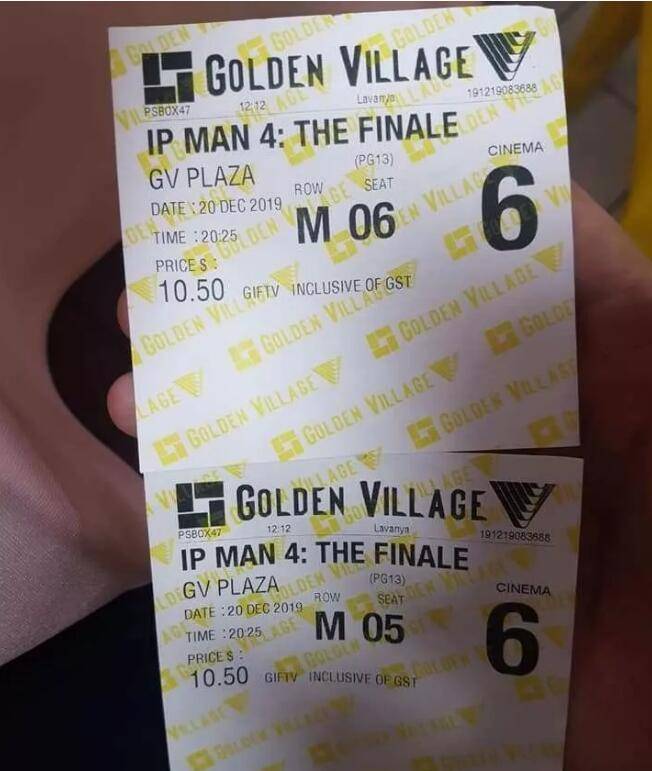 GOLDEN VILLAGE
PSBOX47 12:12 Lavanya 191219083688
IP MAN 4: THE FINALE
GV PLAZA (PG13) CINEMA
DATE :20 DEC 2019 ROW SEAT
TIME :20:25 M 06 6
PRICE $ :
10.50 GIFTV INCLUSIVE OF GST
GOLDEN VILLAGE
PSBOX47 12:12 Lavanya 191219083688
IP MAN 4: THE FINALE
GV PLAZA (PG13) CINEMA
DATE :20 DEC 2019 ROW SEAT
TIME :20:25 M 05 6
PRICE $ :
10.50 GIFTV INCLUSIVE OF GST